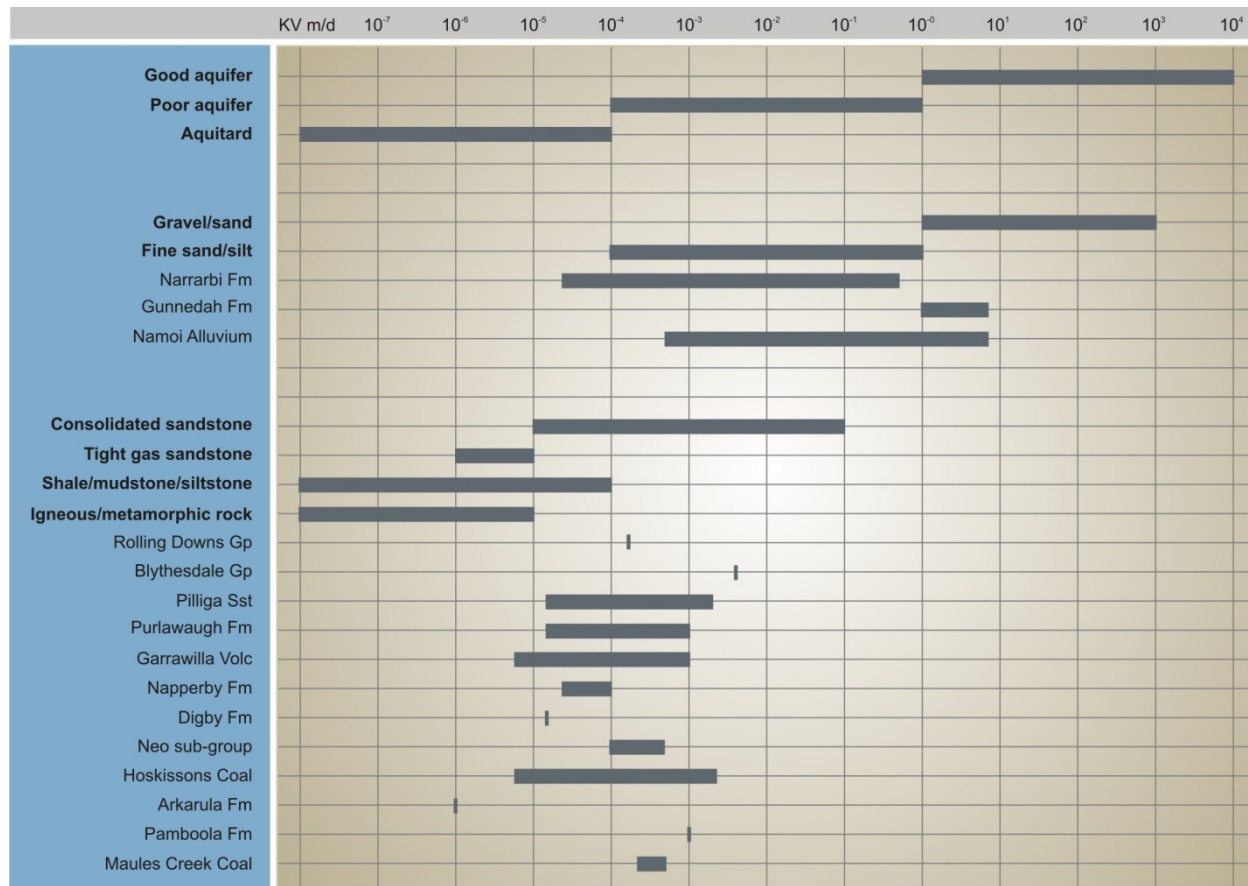 KV m/d 10⁻⁷ 10⁻⁶ 10⁻⁵ 10⁻⁴ 10⁻³ 10⁻² 10⁻¹ 10⁻⁰ 10¹ 10² 10³ 10⁴
Good aquifer
Poor aquifer
Aquitard
Gravel/sand
Fine sand/silt
Narrarbi Fm
Gunnedah Fm
Namoi Alluvium
Consolidated sandstone
Tight gas sandstone
Shale/mudstone/siltstone
Igneous/metamorphic rock
Rolling Downs Gp
Blythesdale Gp
Pilliga Sst
Purlawaugh Fm
Garrawilla Volc
Napperby Fm
Digby Fm
Neo sub-group
Hoskissons Coal
Arkarula Fm
Pamboola Fm
Maules Creek Coal